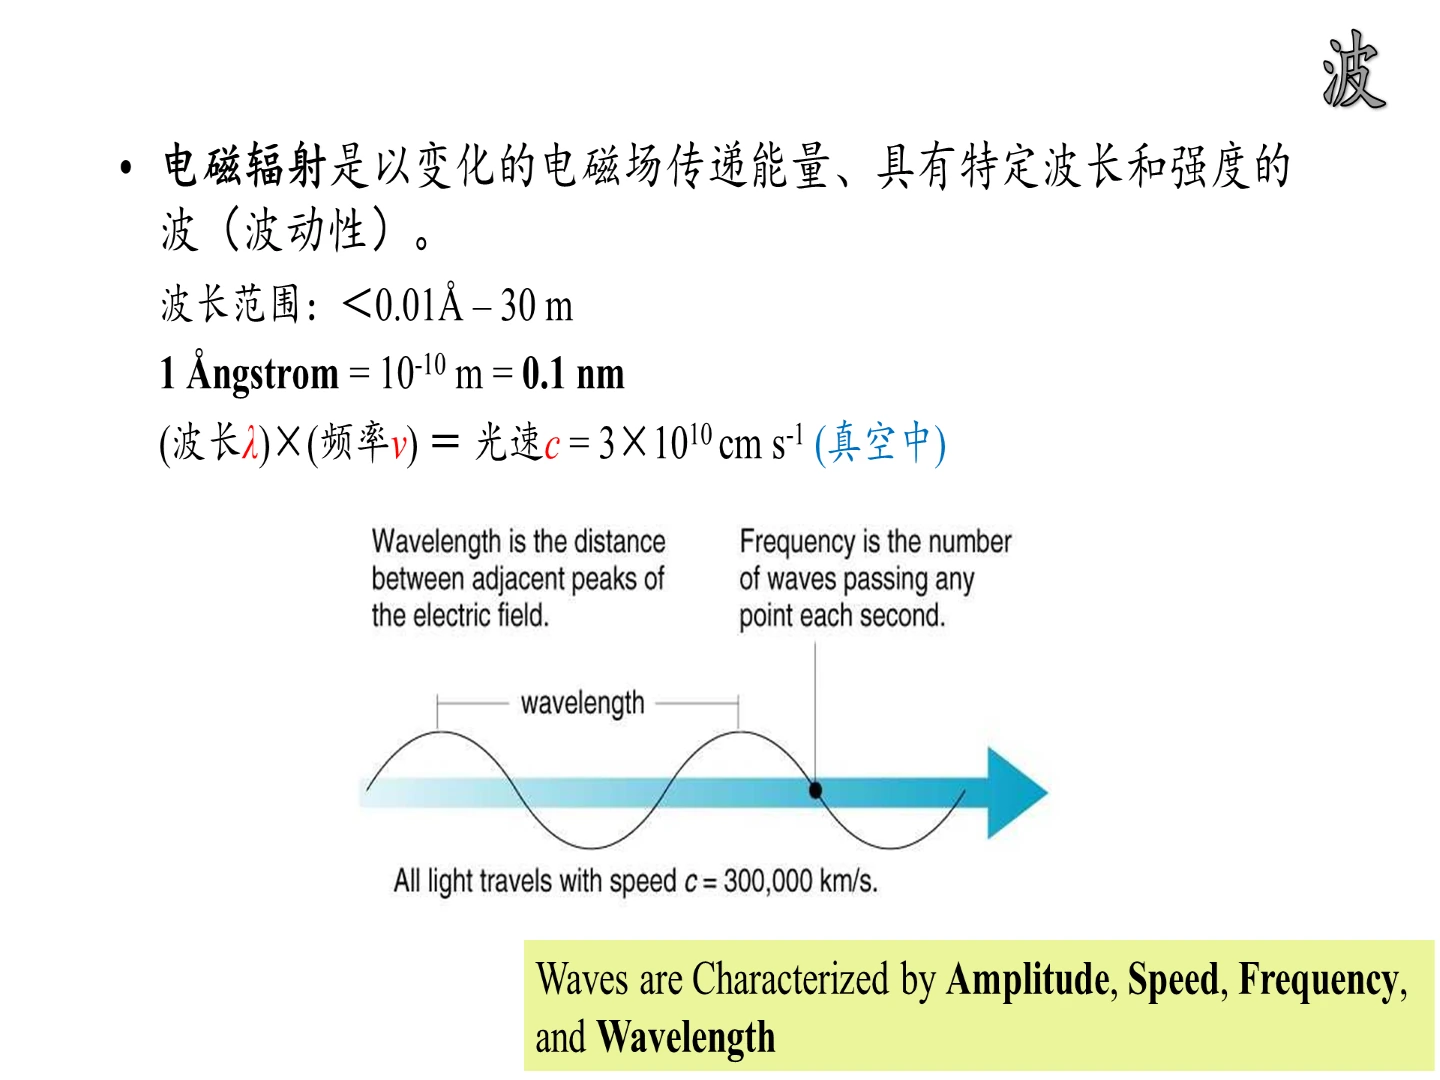 波
• 电磁辐射是以变化的电磁场传递能量、具有特定波长和强度的
波（波动性）。
波长范围：＜0.01Å – 30 m
1 Ångstrom = 10⁻¹⁰ m = 0.1 nm
(波长λ)×(频率ν) ＝ 光速c = 3×10¹⁰ cm s⁻¹ (真空中)
Wavelength is the distance
between adjacent peaks of
the electric field.
Frequency is the number
of waves passing any
point each second.
wavelength
All light travels with speed c = 300,000 km/s.
Waves are Characterized by Amplitude, Speed, Frequency,
and Wavelength